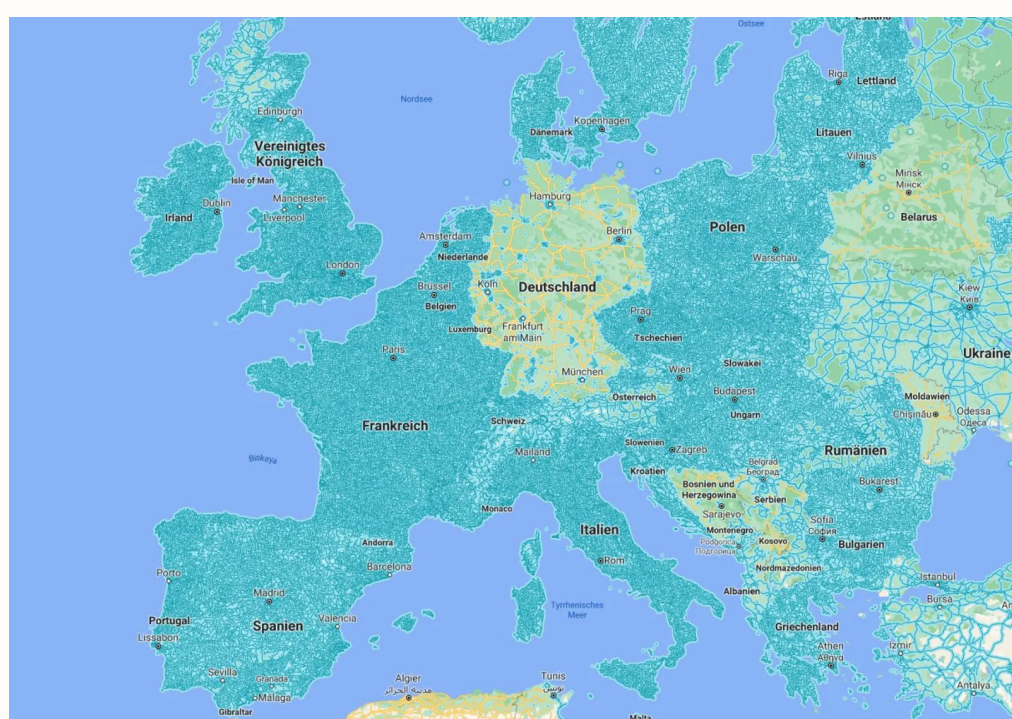 Estland
Ostsee
Riga
Lettland
Nordsee
Edinburgh
Kopenhagen
Dänemark
Litauen
Vereinigtes
Königreich
Vilnius
Isle of Man
Minsk
Мінск
Manchester
Dublin
Hamburg
Irland
Liverpool
Belarus
Polen
Berlin
Amsterdam
Niederlande
Warschau
London
Brüssel
Köln
Deutschland
Kiew
Київ
Belgien
Prag
Luxemburg
Frankfurt
am Main
Tschechien
Paris
Ukraine
Slowakei
München
Wien
Budapest
Österreich
Moldawien
Ungarn
Chișinău
Odessa
Одеса
Schweiz
Frankreich
Slowenien
Zagreb
Rumänien
Mailand
Biskaya
Kroatien
Belgrad
Београд
Bosnien und
Herzegowina
Bukarest
Serbien
Monaco
Sarajevo
Italien
Montenegro
Sofia
София
Andorra
Podgorica
Подгорица
Kosovo
Bulgarien
Rom
Barcelona
Nordmazedonien
Porto
Istanbul
Madrid
Albanien
Bursa
Tyrrhenisches
Meer
Portugal
Spanien
Valencia
Griechenland
Lissabon
Athen
Αθήνα
Izmir
Sevilla
Granada
Algier
مدينة الجزائر
Tunis
تونس
Antalya
Málaga
Gibraltar
Malta